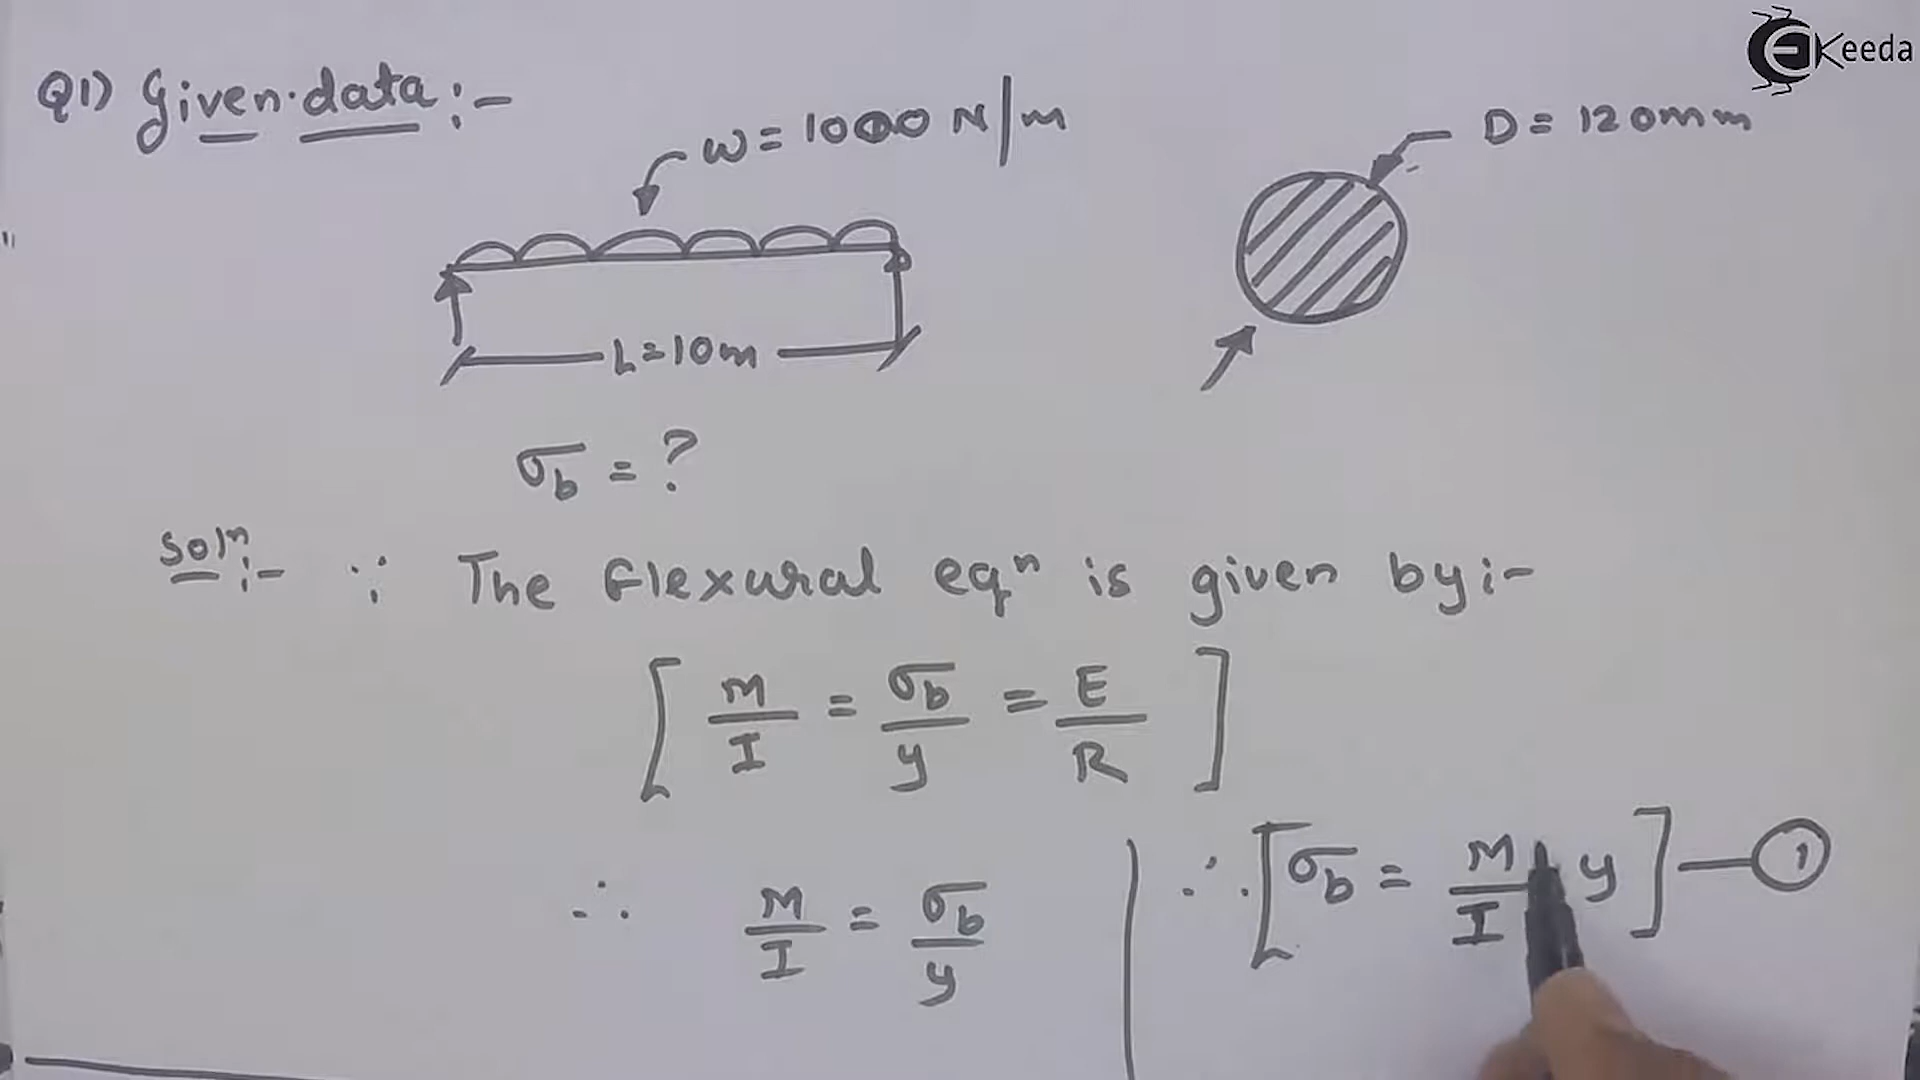 Keeda
Q1) Given data :-
w = 1000 N/m
D = 120mm
L = 10m
σb = ?
Solⁿ :- ∵ The flexural eqⁿ is given by :-
[ M/I = σb/y = E/R ]
∴ M/I = σb/y
∴ [ σb = M/I y ] — ①